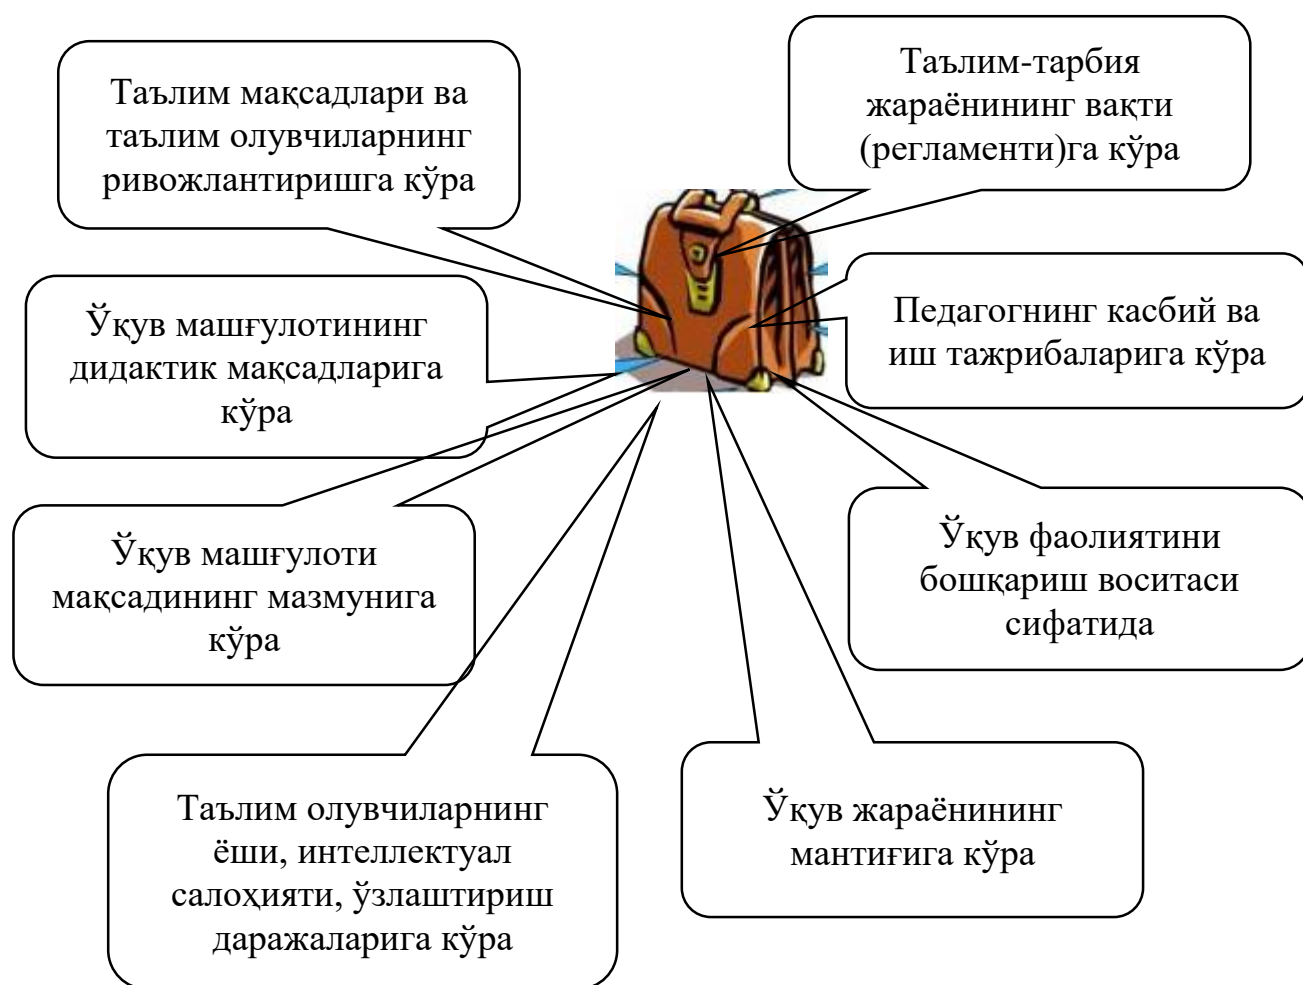 Таълим мақсадлари ва
таълим олувчиларнинг
ривожлантиришга кўра
Таълим-тарбия
жараёнининг вақти
(регламенти)га кўра
Ўқув машғулотининг
дидактик мақсадларига
кўра
Педагогнинг касбий ва
иш тажрибаларига кўра
Ўқув машғулоти
мақсадининг мазмунига
кўра
Ўқув фаолиятини
бошқариш воситаси
сифатида
Таълим олувчиларнинг
ёши, интеллектуал
салоҳияти, ўзлаштириш
даражаларига кўра
Ўқув жараёнининг
мантиғига кўра